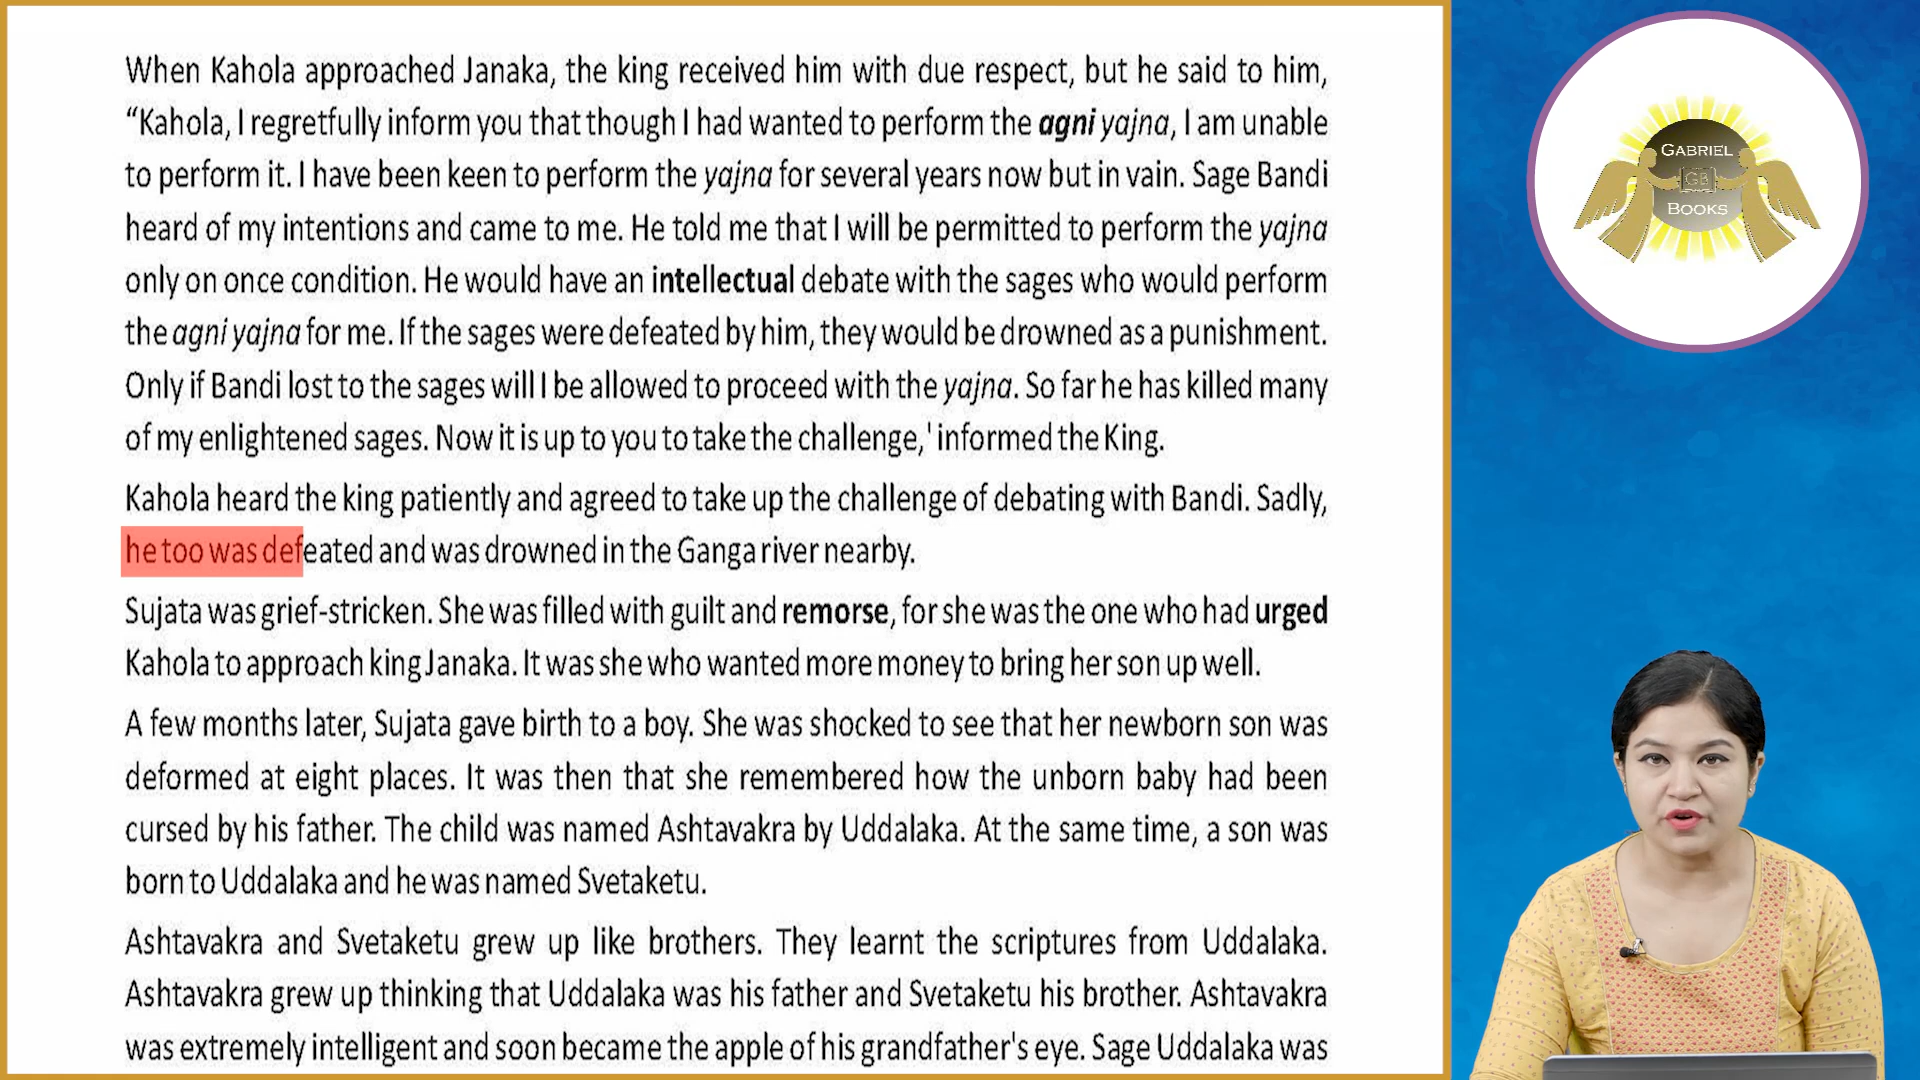 When Kahola approached Janaka, the king received him with due respect, but he said to him,
“Kahola, I regretfully inform you that though I had wanted to perform the agni yajna, I am unable
to perform it. I have been keen to perform the yajna for several years now but in vain. Sage Bandi
heard of my intentions and came to me. He told me that I will be permitted to perform the yajna
only on once condition. He would have an intellectual debate with the sages who would perform
the agni yajna for me. If the sages were defeated by him, they would be drowned as a punishment.
Only if Bandi lost to the sages will I be allowed to proceed with the yajna. So far he has killed many
of my enlightened sages. Now it is up to you to take the challenge,' informed the King.
Kahola heard the king patiently and agreed to take up the challenge of debating with Bandi. Sadly,
he too was defeated and was drowned in the Ganga river nearby.
Sujata was grief-stricken. She was filled with guilt and remorse, for she was the one who had urged
Kahola to approach king Janaka. It was she who wanted more money to bring her son up well.
A few months later, Sujata gave birth to a boy. She was shocked to see that her newborn son was
deformed at eight places. It was then that she remembered how the unborn baby had been
cursed by his father. The child was named Ashtavakra by Uddalaka. At the same time, a son was
born to Uddalaka and he was named Svetaketu.
Ashtavakra and Svetaketu grew up like brothers. They learnt the scriptures from Uddalaka.
Ashtavakra grew up thinking that Uddalaka was his father and Svetaketu his brother. Ashtavakra
was extremely intelligent and soon became the apple of his grandfather's eye. Sage Uddalaka was
GABRIEL
GB
BOOKS